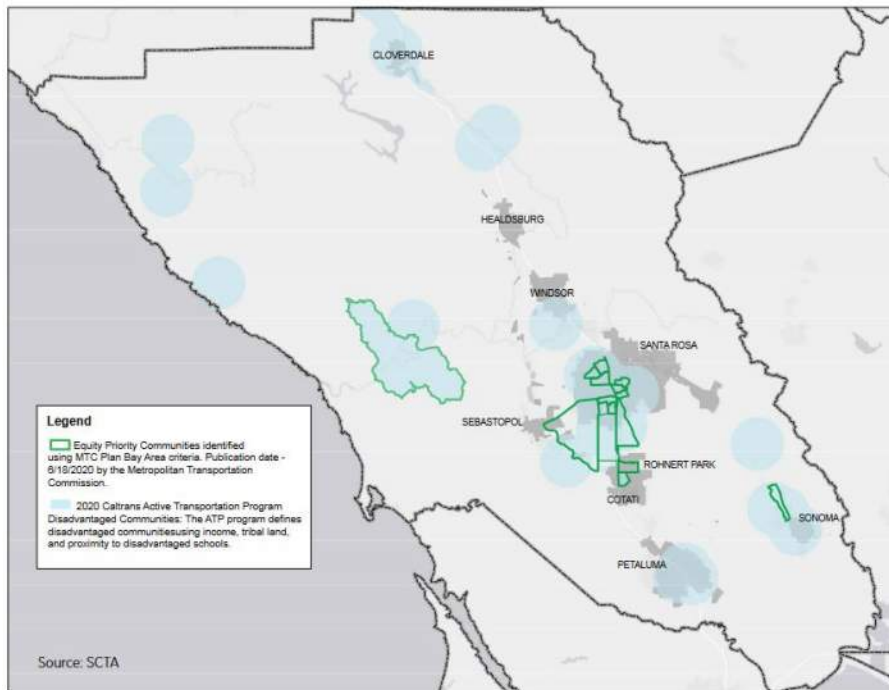 CLOVERDALE
HEALDSBURG
WINDSOR
SANTA ROSA
SEBASTOPOL
ROHNERT PARK
COTATI
SONOMA
PETALUMA
Legend
Equity Priority Communities identified
using MTC Plan Bay Area criteria. Publication date -
6/18/2020 by the Metropolitan Transportation
Commission.
2020 Caltrans Active Transportation Program
Disadvantaged Communities: The ATP program defines
disadvantaged communitiesusing income, tribal land,
and proximity to disadvantaged schools.
Source: SCTA